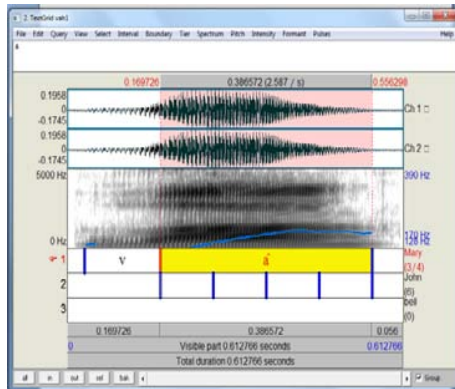 2. TextGrid vah1
File Edit Query View Select Interval Boundary Tier Spectrum Pitch Intensity Formant Pulses Help
a
0.169726 0.386572 (2.587 / s) 0.556298
0.1958
0
-0.1745
Ch 1
0.1958
0
-0.1745
Ch 2
5000 Hz 390 Hz
170 Hz
0 Hz 120 Hz
1 v a Mary (3/4)
2 John (6)
3 bell (0)
0.169726 0.386572 0.056
0 Visible part 0.612766 seconds 0.612766
Total duration 0.612766 seconds
all in out sel bak Group